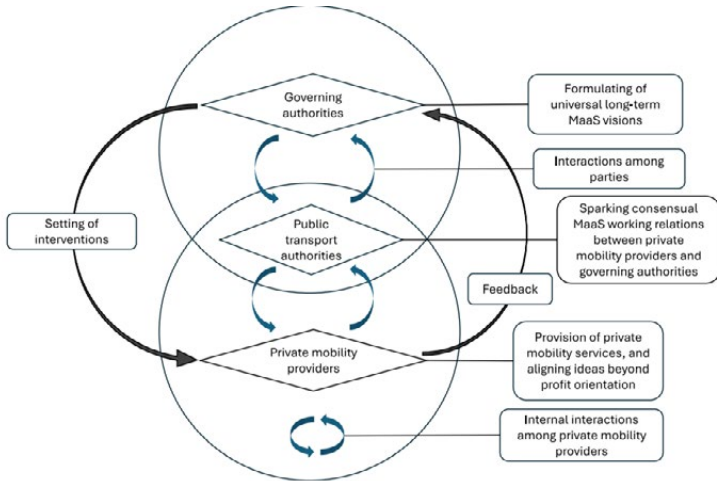 Governing
authorities
Formulating of
universal long-term
MaaS visions
Interactions among
parties
Setting of
interventions
Public
transport
authorities
Sparking consensual
MaaS working relations
between private
mobility providers and
governing authorities
Feedback
Private mobility
providers
Provision of private
mobility services, and
aligning ideas beyond
profit orientation
Internal interactions
among private mobility
providers